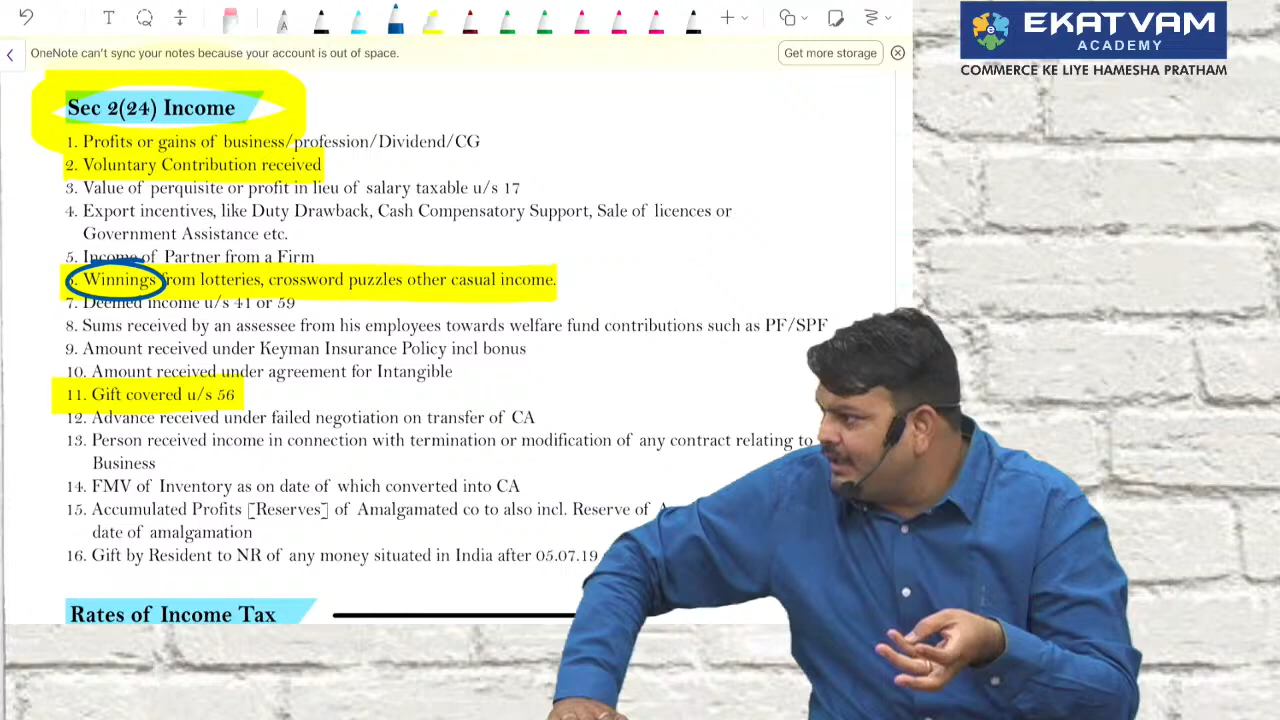 EKATVAM
ACADEMY
COMMERCE KE LIYE HAMESHA PRATHAM
OneNote can't sync your notes because your account is out of space.
Get more storage
Sec 2(24) Income
1. Profits or gains of business/profession/Dividend/CG
2. Voluntary Contribution received
3. Value of perquisite or profit in lieu of salary taxable u/s 17
4. Export incentives, like Duty Drawback, Cash Compensatory Support, Sale of licences or
Government Assistance etc.
5. Income of Partner from a Firm
6. Winnings from lotteries, crossword puzzles other casual income.
7. Deemed income u/s 41 or 59
8. Sums received by an assessee from his employees towards welfare fund contributions such as PF/SPF
9. Amount received under Keyman Insurance Policy incl bonus
10. Amount received under agreement for Intangible
11. Gift covered u/s 56
12. Advance received under failed negotiation on transfer of CA
13. Person received income in connection with termination or modification of any contract relating to
Business
14. FMV of Inventory as on date of which converted into CA
15. Accumulated Profits [Reserves] of Amalgamated co to also incl. Reserve of
date of amalgamation
16. Gift by Resident to NR of any money situated in India after 05.07.19
Rates of Income Tax